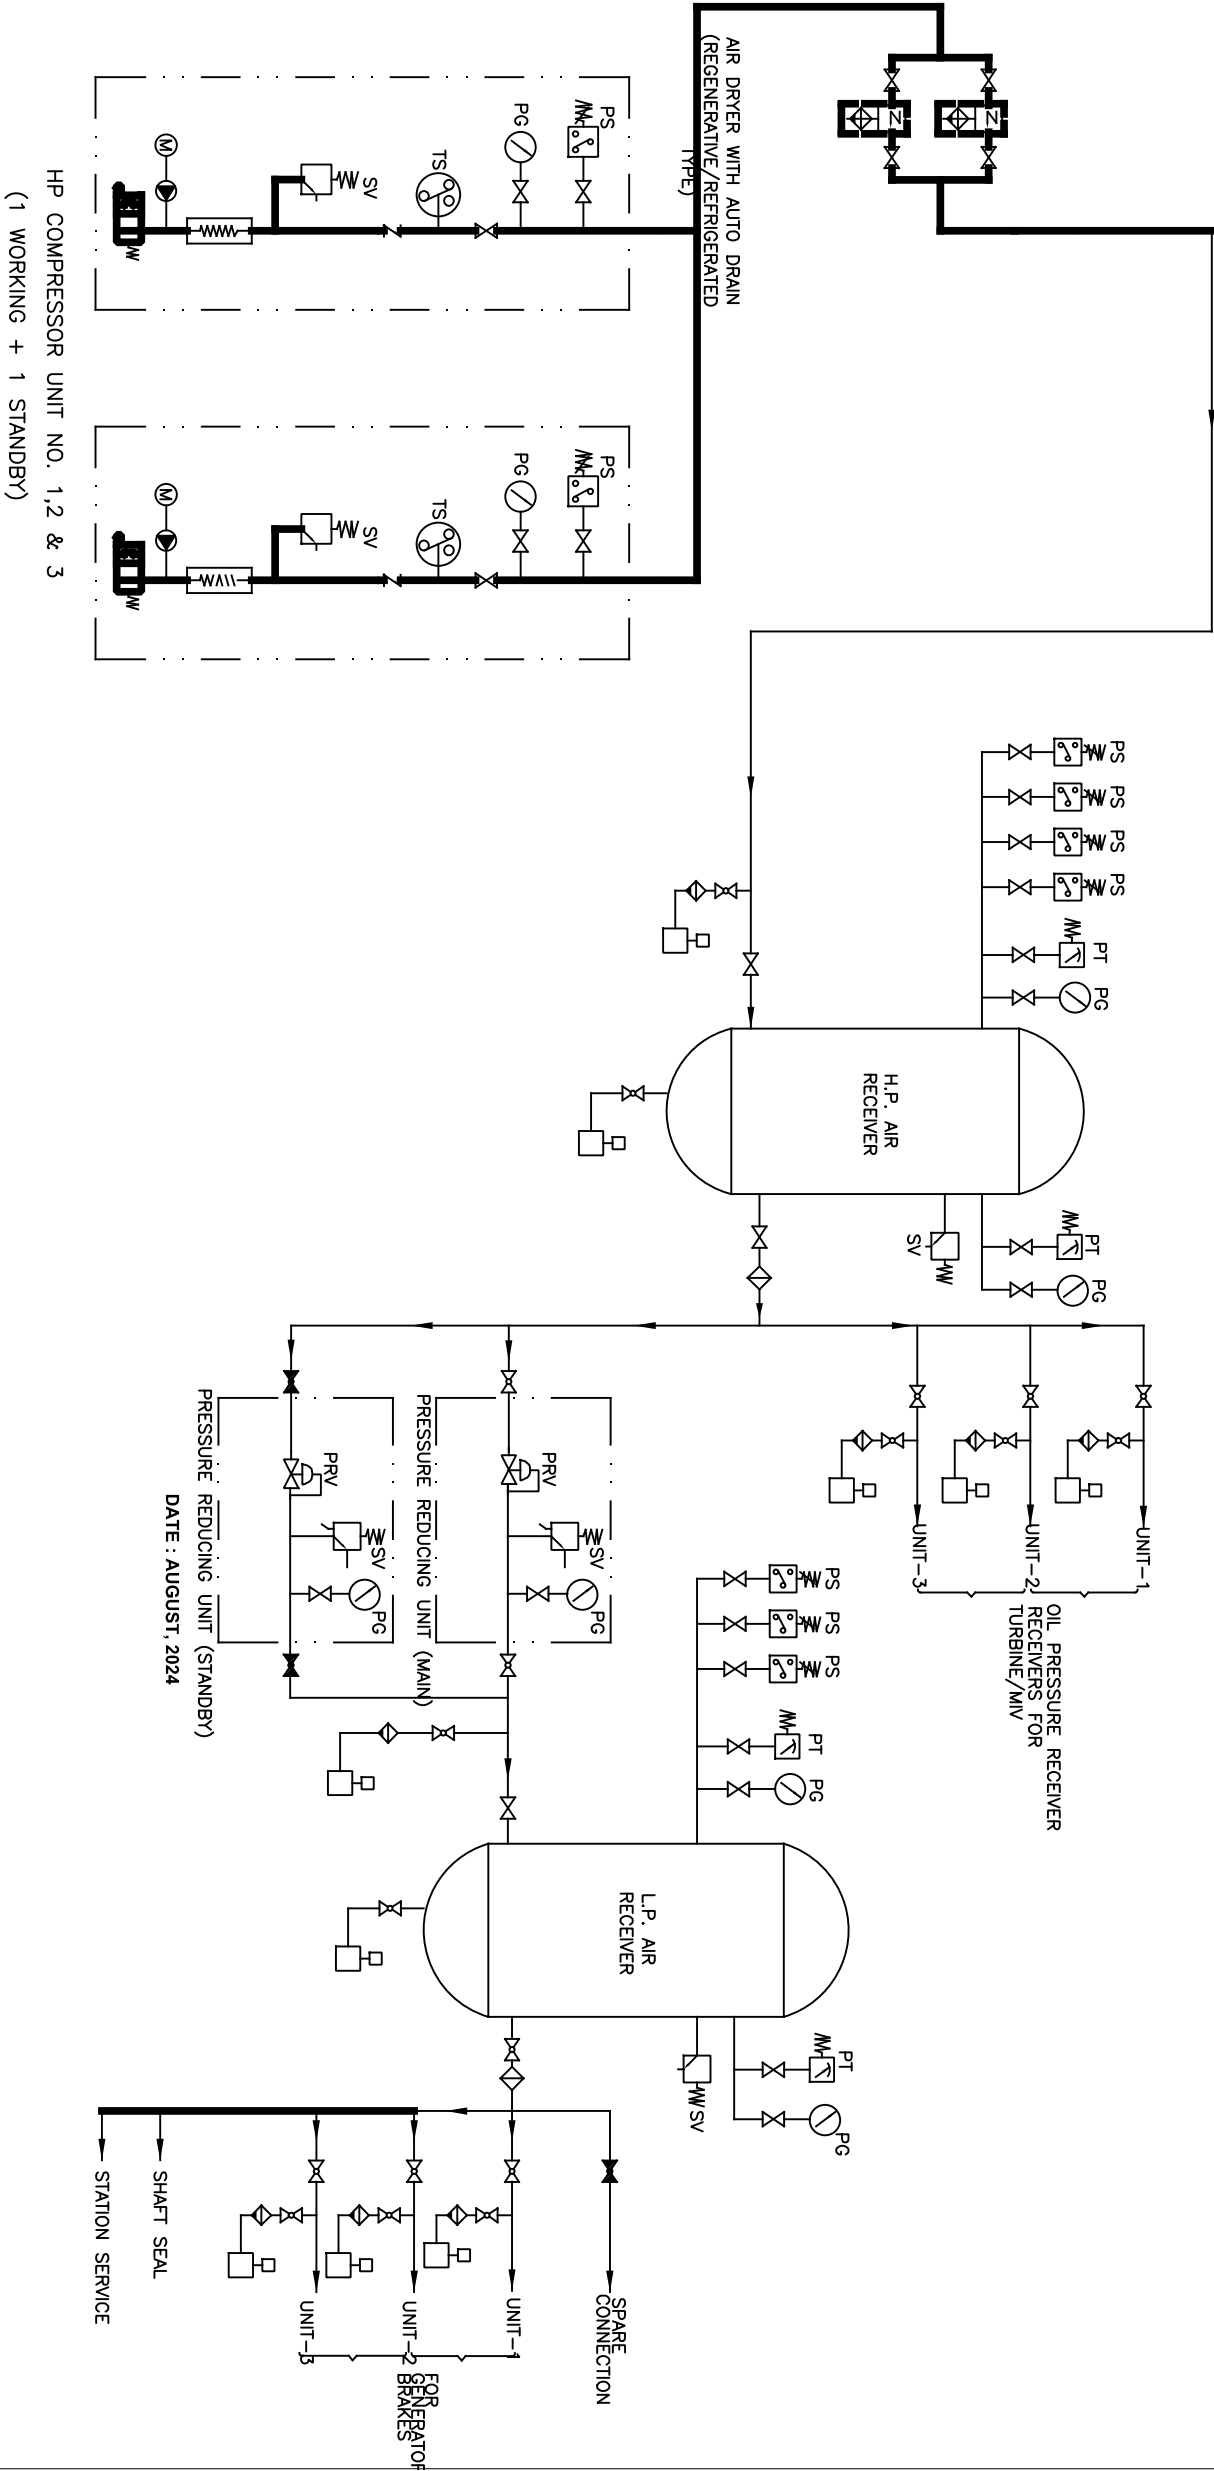 AIR DRYER WITH AUTO DRAIN
(REGENERATIVE/REFRIGERATED
TYPE)
PS
PG
TS
SV
M
HP COMPRESSOR UNIT NO. 1,2 & 3
(1 WORKING + 1 STANDBY)
PS
PG
TS
SV
M
Z
Z
PS
PS
PS
PS
PT
PG
H.P. AIR
RECEIVER
PT
PG
SV
UNIT-1
UNIT-2
UNIT-3
OIL PRESSURE RECEIVER
RECEIVERS FOR
TURBINE/MIV
PRV
SV
PG
PRESSURE REDUCING UNIT (MAIN)
PRV
SV
PG
PRESSURE REDUCING UNIT (STANDBY)
DATE : AUGUST, 2024
PS
PS
PS
PT
PG
L.P. AIR
RECEIVER
PT
PG
SV
SPARE
CONNECTION
UNIT-1
UNIT-2
UNIT-3
FOR
GENERATOR
BRAKES
SHAFT SEAL
STATION SERVICE